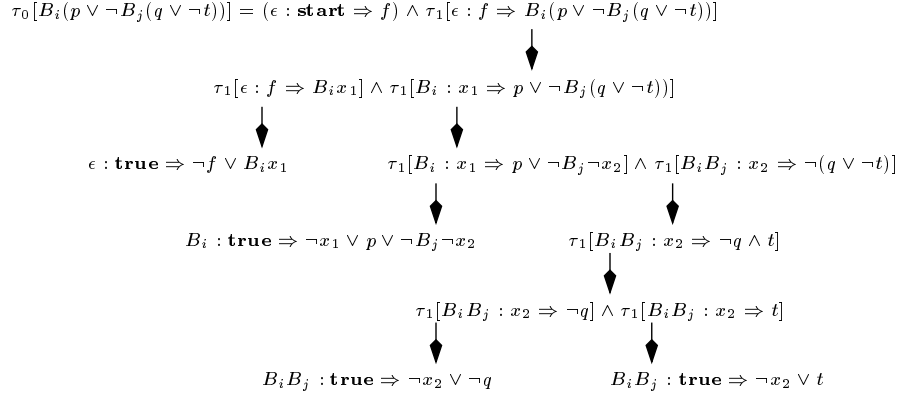 τ₀[Bᵢ(p ∨ ¬Bⱼ(q ∨ ¬t))] = (ϵ : start ⇒ f) ∧ τ₁[ϵ : f ⇒ Bᵢ(p ∨ ¬Bⱼ(q ∨ ¬t))]
τ₁[ϵ : f ⇒ Bᵢx₁] ∧ τ₁[Bᵢ : x₁ ⇒ p ∨ ¬Bⱼ(q ∨ ¬t))]
ϵ : true ⇒ ¬f ∨ Bᵢx₁ τ₁[Bᵢ : x₁ ⇒ p ∨ ¬Bⱼ¬x₂] ∧ τ₁[BᵢBⱼ : x₂ ⇒ ¬(q ∨ ¬t)]
Bᵢ : true ⇒ ¬x₁ ∨ p ∨ ¬Bⱼ¬x₂ τ₁[BᵢBⱼ : x₂ ⇒ ¬q ∧ t]
τ₁[BᵢBⱼ : x₂ ⇒ ¬q] ∧ τ₁[BᵢBⱼ : x₂ ⇒ t]
BᵢBⱼ : true ⇒ ¬x₂ ∨ ¬q BᵢBⱼ : true ⇒ ¬x₂ ∨ t